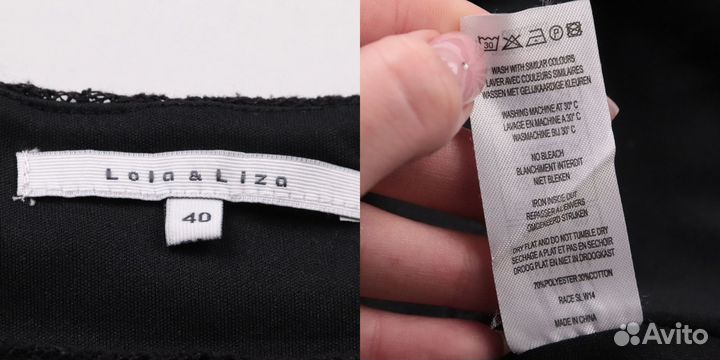 Lola & Liza
40
30
WASH WITH SIMILAR COLOURS
LAVER AVEC COULEURS SIMILAIRES
WASSEN MET GELIJKAARDIGE KLEUREN
WASHING MACHINE AT 30° C
LAVAGE EN MACHINE A 30° C
WASMACHINE BIJ 30° C
NO BLEACH
BLANCHIMENT INTERDIT
NIET BLEKEN
IRON INSIDE OUT
REPASSER A L'ENVERS
OMGEKEERD STRIJKEN
DRY FLAT AND DO NOT TUMBLE DRY
SECHAGE A PLAT ET PAS EN SECHOIR
DROOG PLAT EN NIET IN DROOGKAST
70%POLYESTER 30%COTTON
RACE SL W14
MADE IN CHINA
Avito